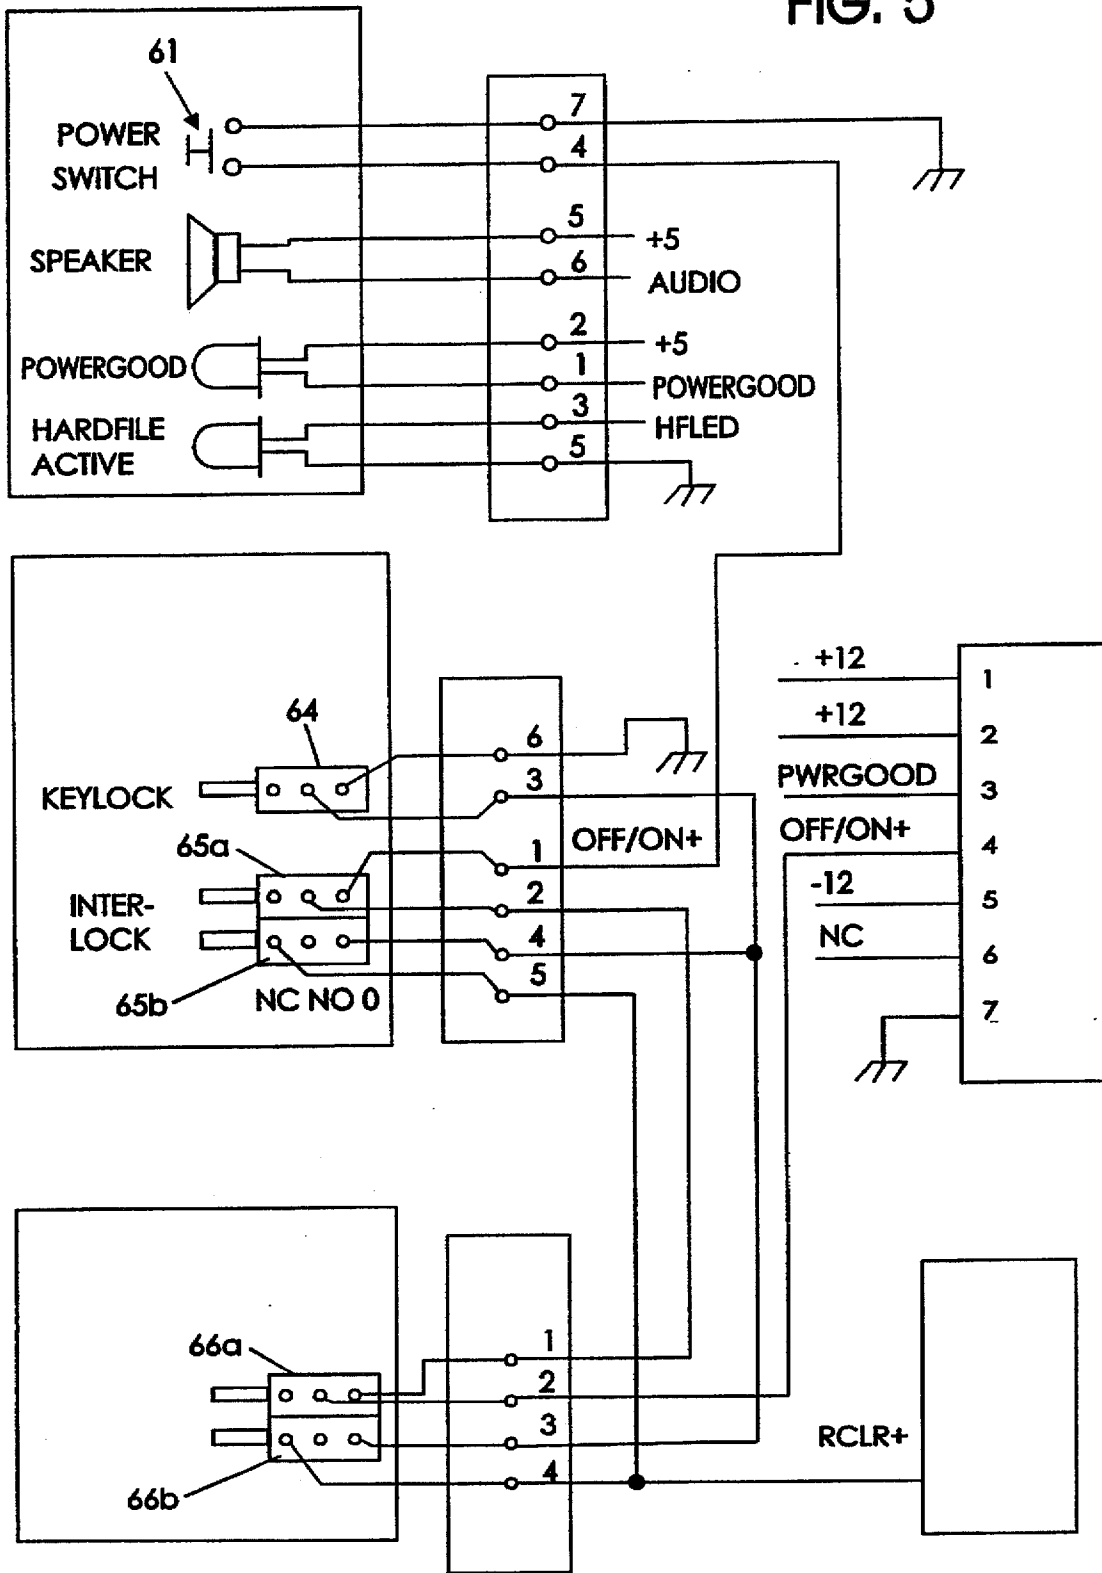 FIG. 5
61
POWER
SWITCH
7
4
SPEAKER
5
+5
6
AUDIO
POWERGOOD
2
+5
1
POWERGOOD
HARDFILE
ACTIVE
3
HFLED
5
64
KEYLOCK
6
3
65a
1
OFF/ON+
2
INTER-
LOCK
4
5
65b
NC NO 0
+12
1
+12
2
PWRGOOD
3
OFF/ON+
4
-12
5
NC
6
7
66a
1
2
3
4
66b
RCLR+